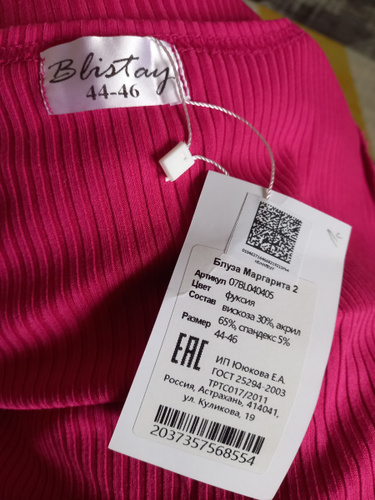 Blistay
44-46
Блуза Маргарита 2
Артикул 07BL040405
Цвет фуксия
Состав вискоза 30%, акрил
65%, спандекс 5%
Размер 44-46
EAC
ИП Ююкова Е.А.
ГОСТ 25294-2003
ТРТС017/2011
Россия, Астрахань, 414041,
ул. Куликова, 19
2037357568554